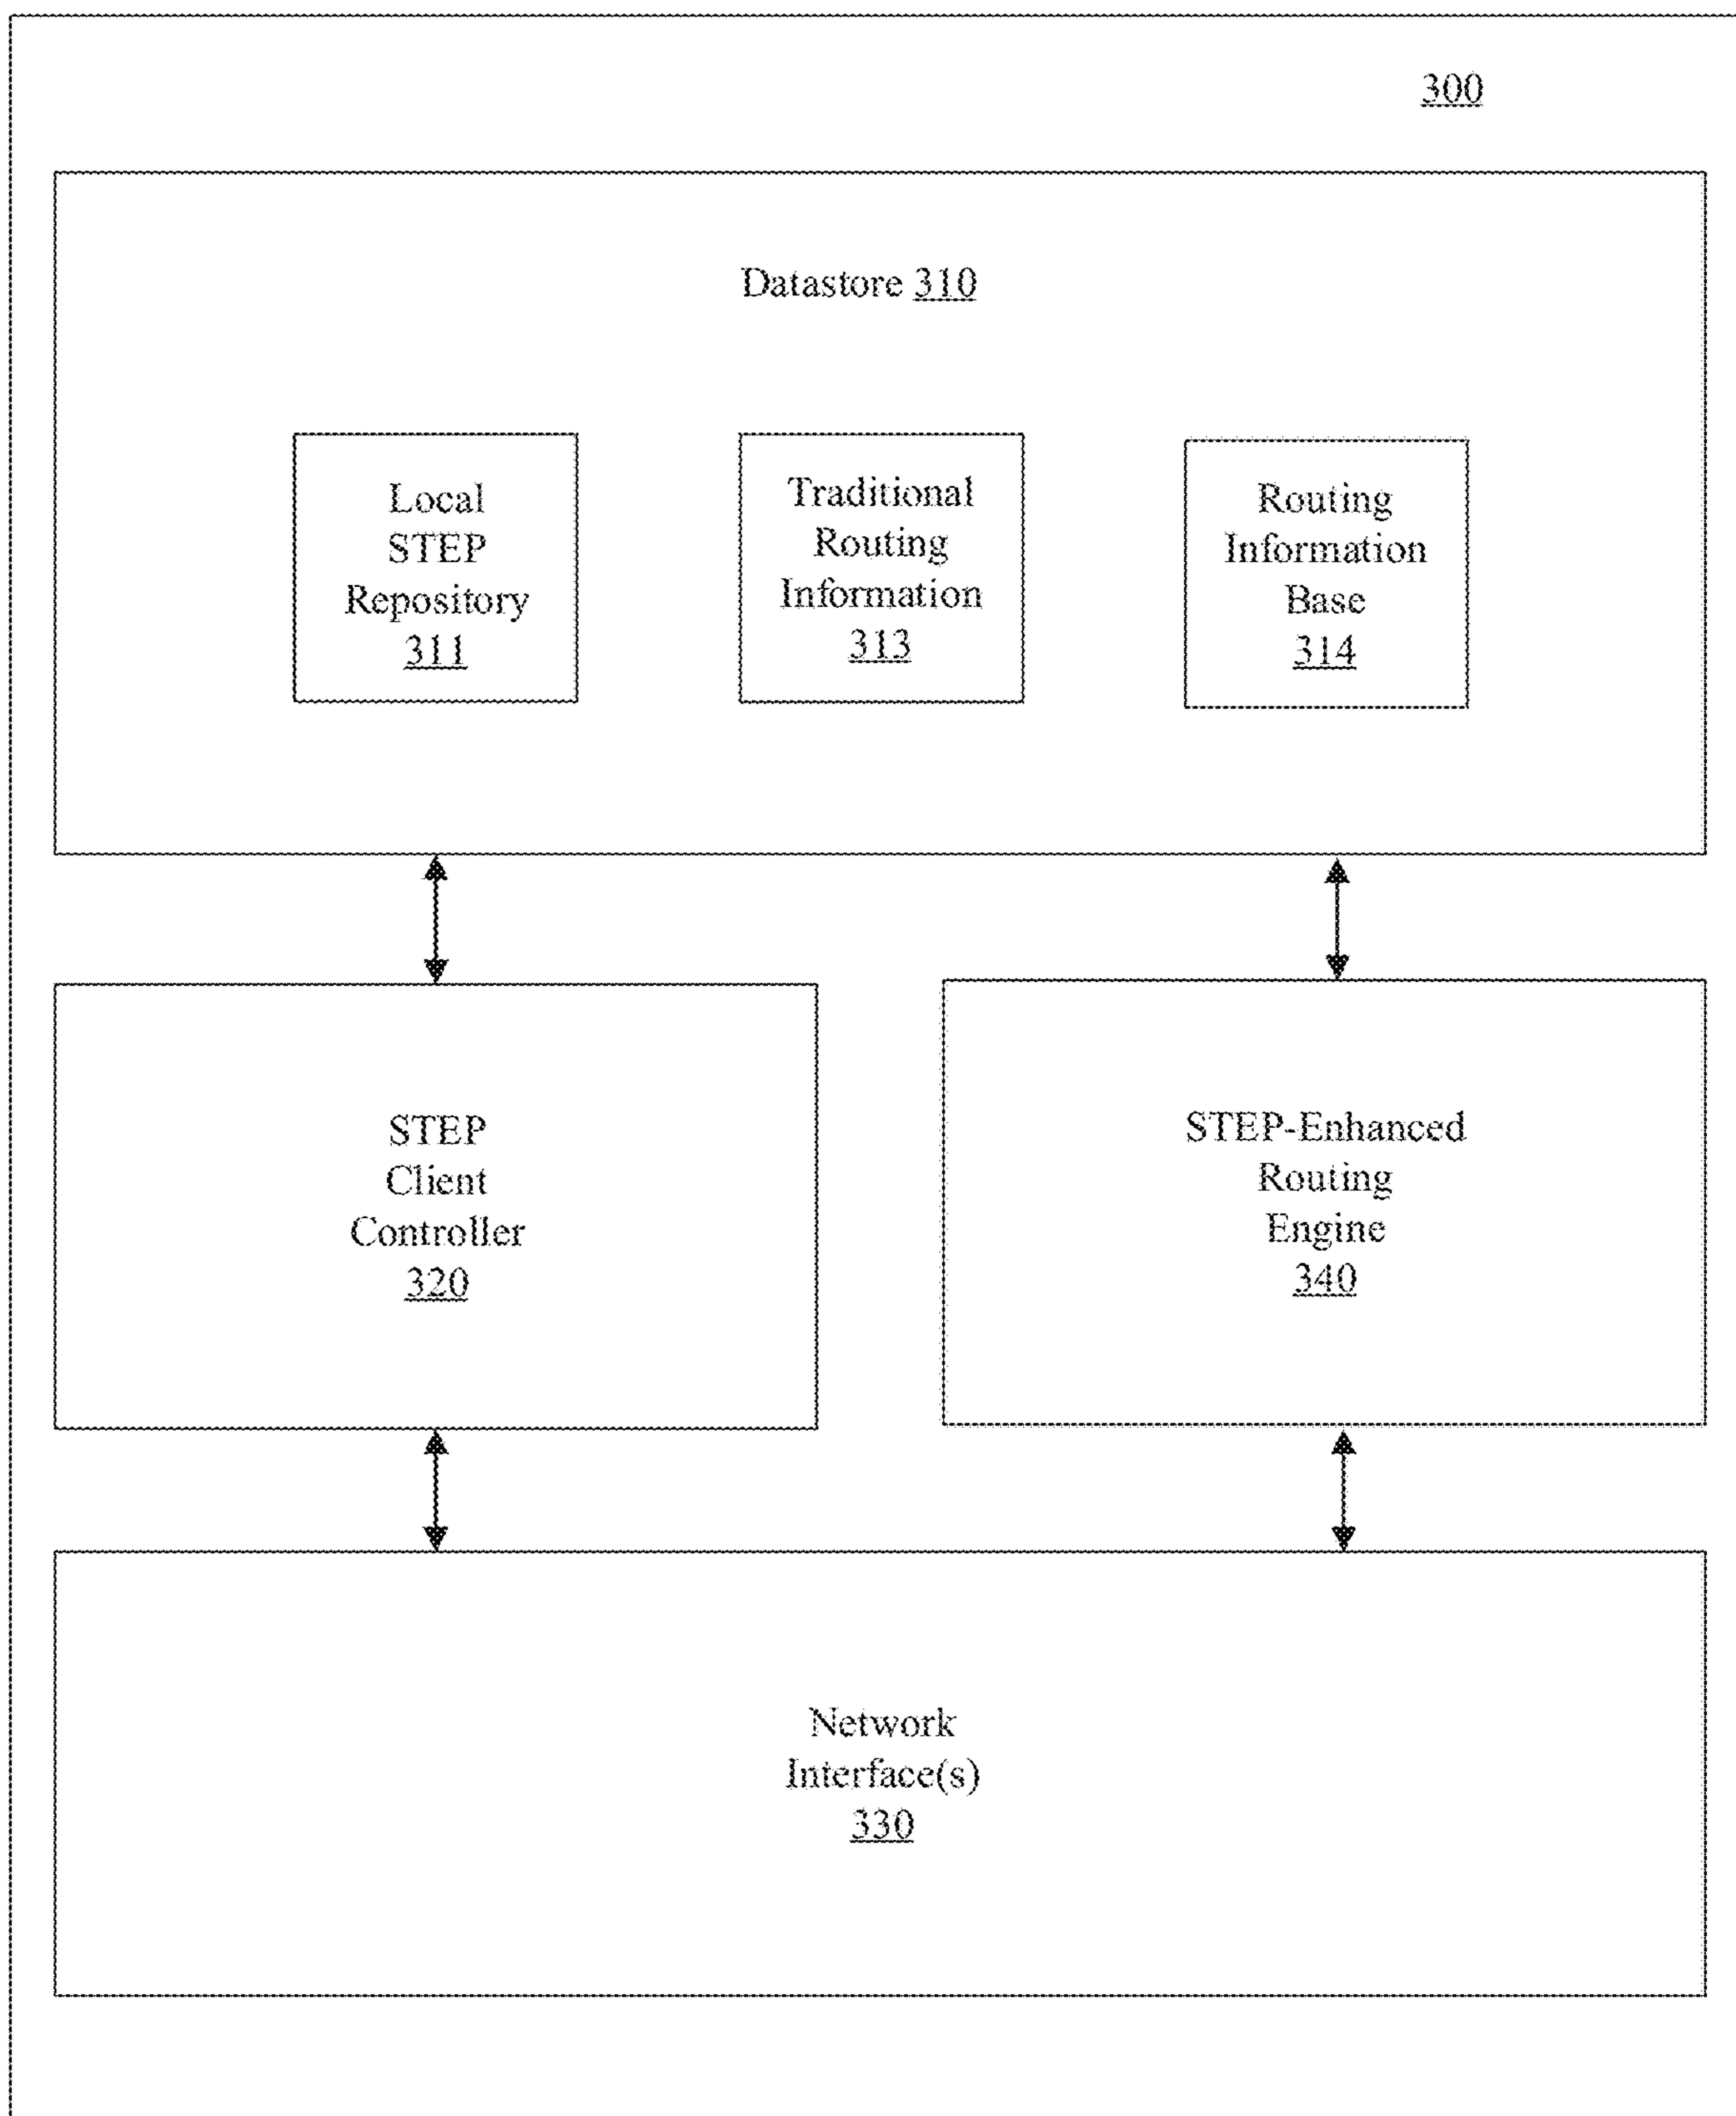 300
Datastore 310
Local
STEP
Repository
311
Traditional
Routing
Information
313
Routing
Information
Base
314
STEP
Client
Controller
320
STEP-Enhanced
Routing
Engine
340
Network
Interface(s)
330